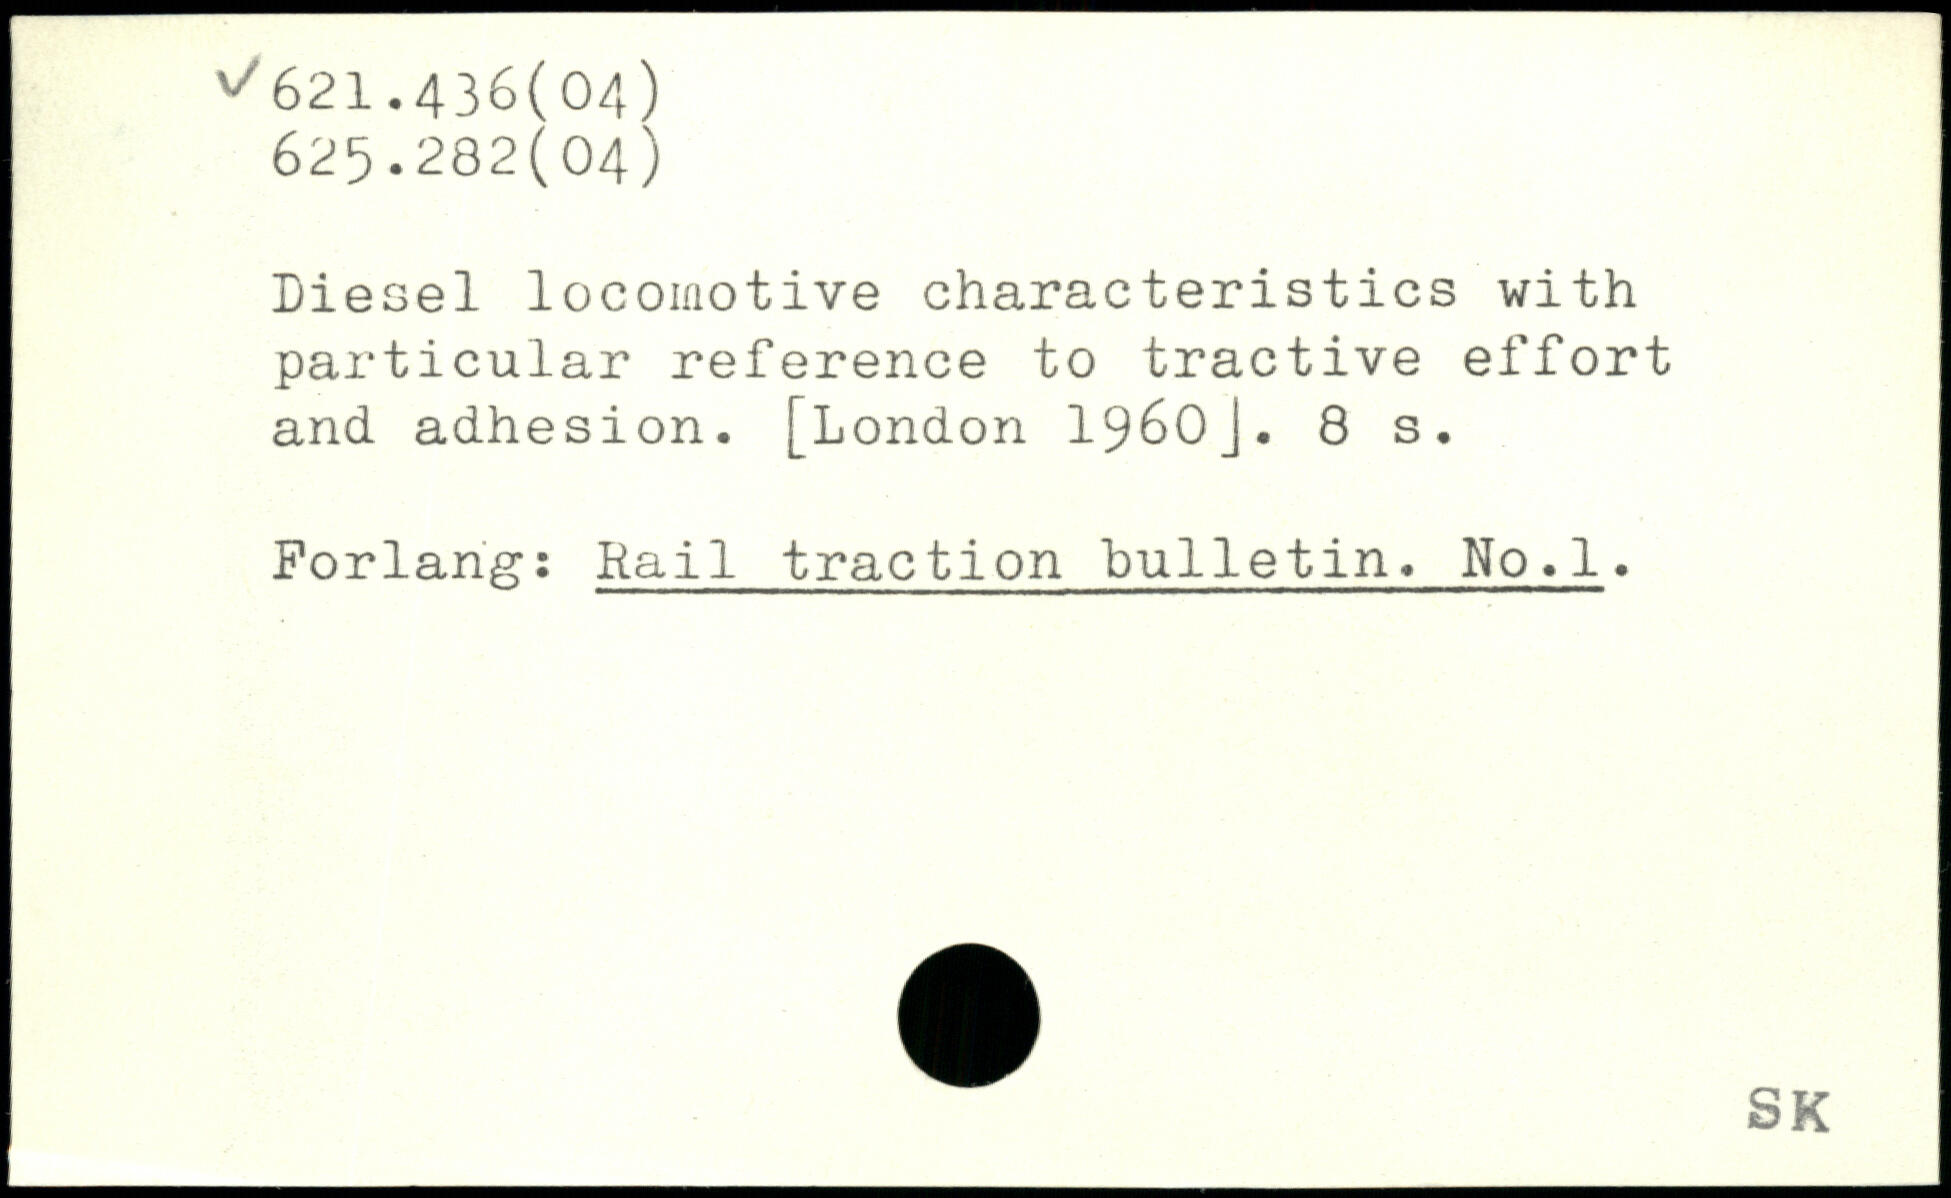 ✓621.436(04)
625.282(04)
Diesel locomotive characteristics with
particular reference to tractive effort
and adhesion. [London 1960]. 8 s.
Forlang: Rail traction bulletin. No.1.
SK